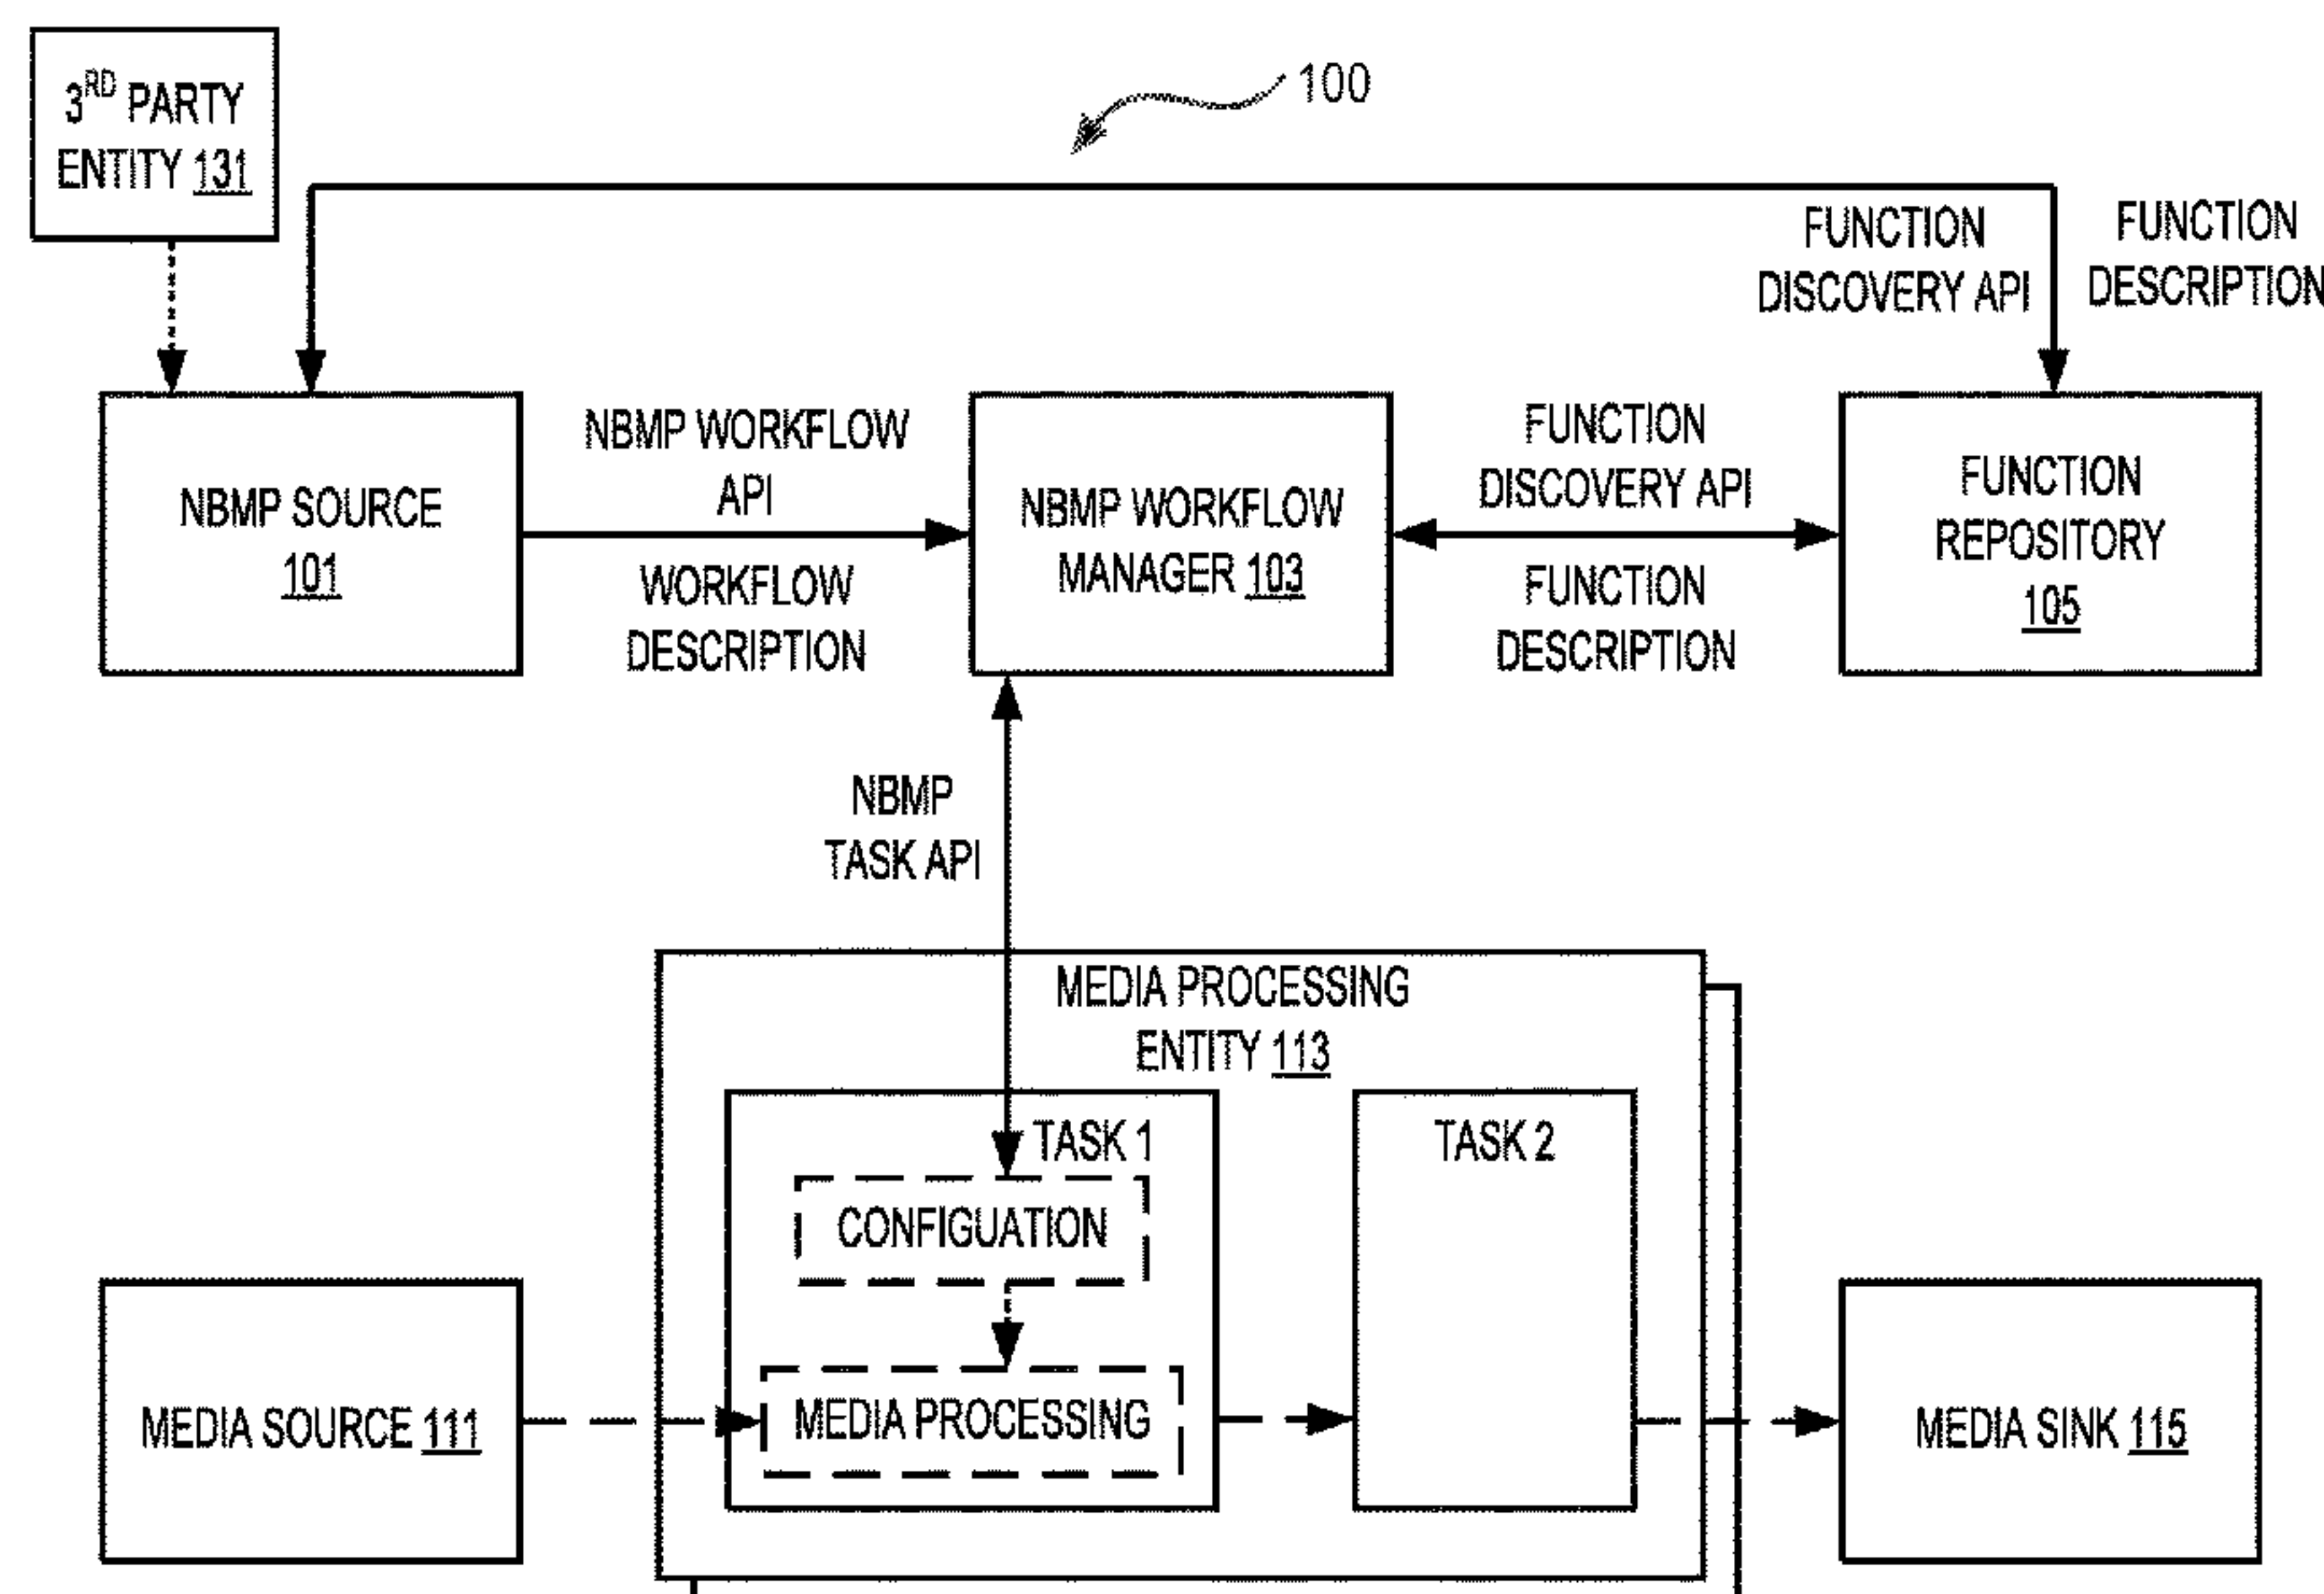 3RD PARTY
ENTITY 131
100
FUNCTION
DISCOVERY API
FUNCTION
DESCRIPTION
NBMP SOURCE
101
NBMP WORKFLOW
API
WORKFLOW
DESCRIPTION
NBMP WORKFLOW
MANAGER 103
FUNCTION
DISCOVERY API
FUNCTION
DESCRIPTION
FUNCTION
REPOSITORY
105
NBMP
TASK API
MEDIA PROCESSING
ENTITY 113
TASK 1
CONFIGUATION
MEDIA PROCESSING
TASK 2
MEDIA SOURCE 111
MEDIA SINK 115